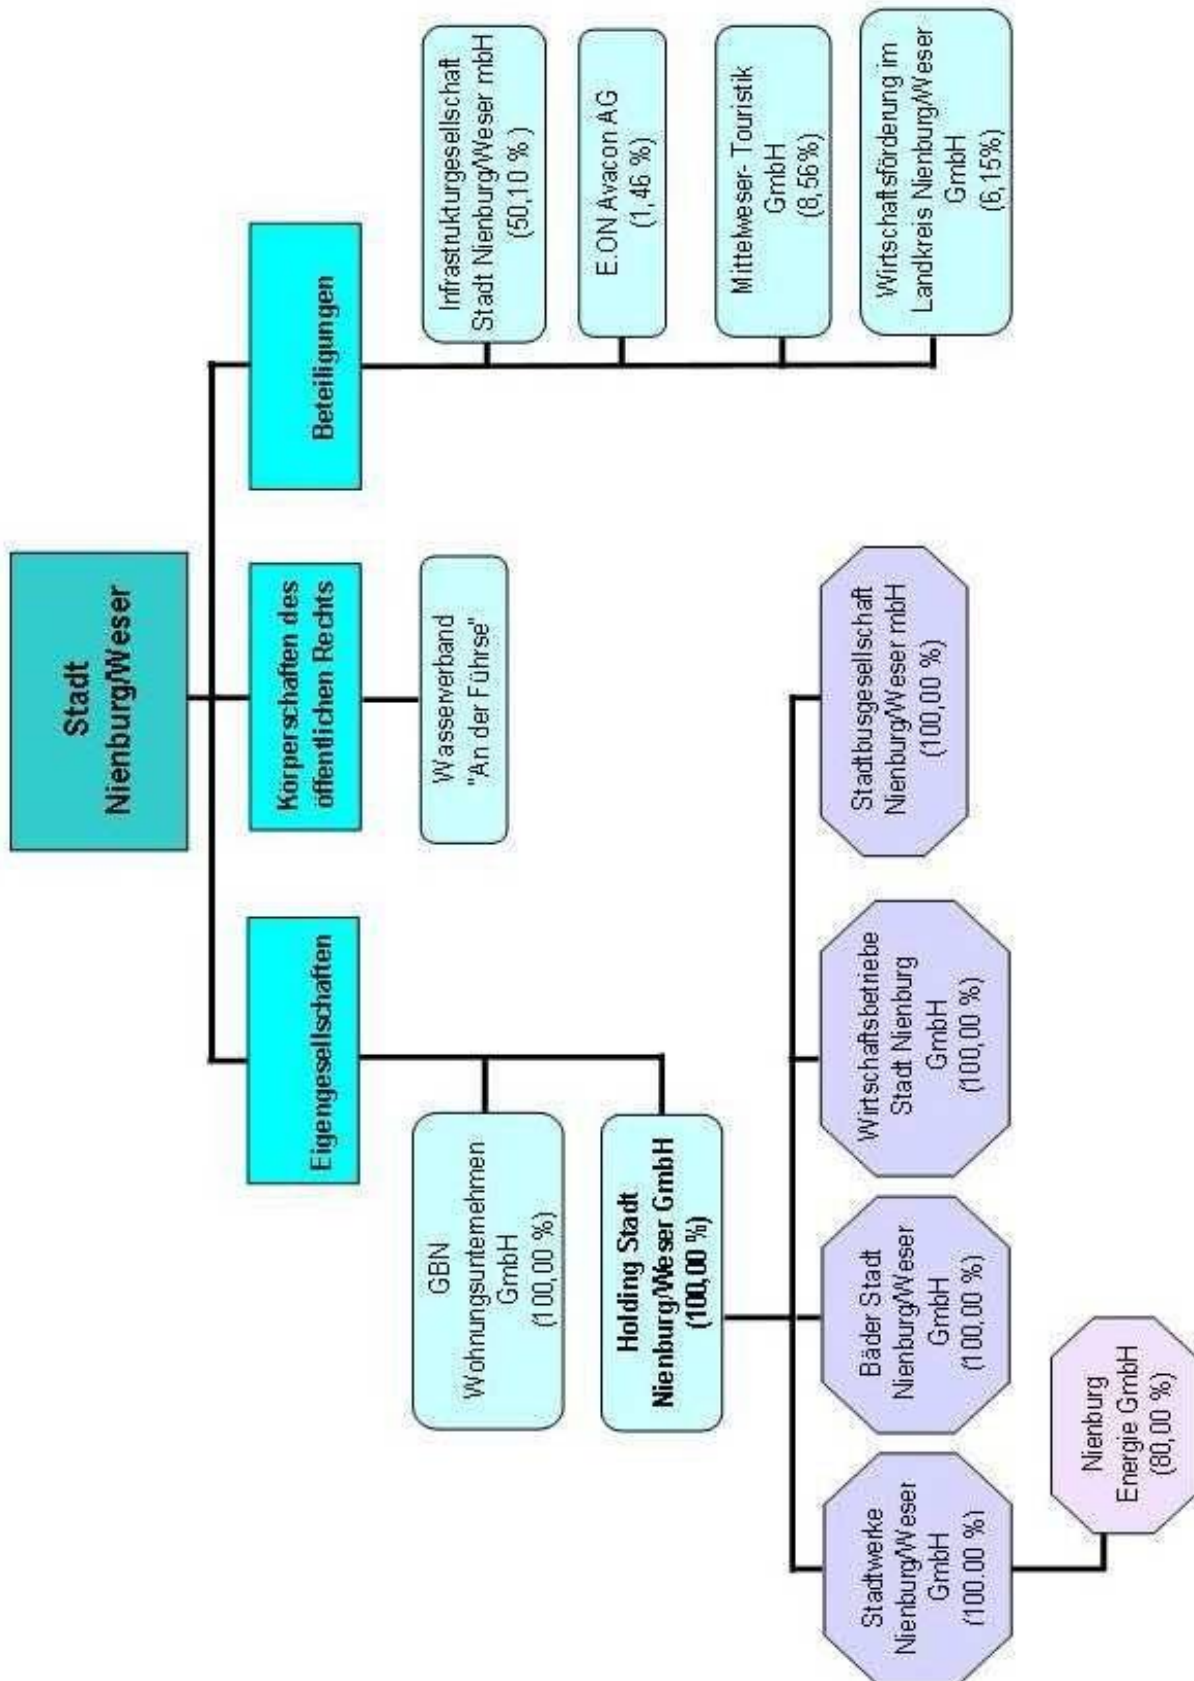 Stadt
Nienburg/Weser
Eigengesellschaften
Körperschaften des
öffentlichen Rechts
Beteiligungen
GBN
Wohnungsunternehmen
GmbH
(100,00 %)
Holding Stadt
Nienburg/Weser GmbH
(100,00 %)
Wasserverband
"An der Führse"
Infrastrukturgesellschaft
Stadt Nienburg/Weser mbH
(50,10 %)
E.ON Avacon AG
(1,46 %)
Mittelweser- Touristik
GmbH
(8,56%)
Wirtschaftsförderung im
Landkreis Nienburg/Weser
GmbH
(6,15%)
Stadtwerke
Nienburg/Weser
GmbH
(100.00 %)
Bäder Stadt
Nienburg/Weser
GmbH
(100,00 %)
Wirtschaftsbetriebe
Stadt Nienburg
GmbH
(100,00 %)
Stadtbusgesellschaft
Nienburg/Weser mbH
(100,00 %)
Nienburg
Energie GmbH
(80,00 %)